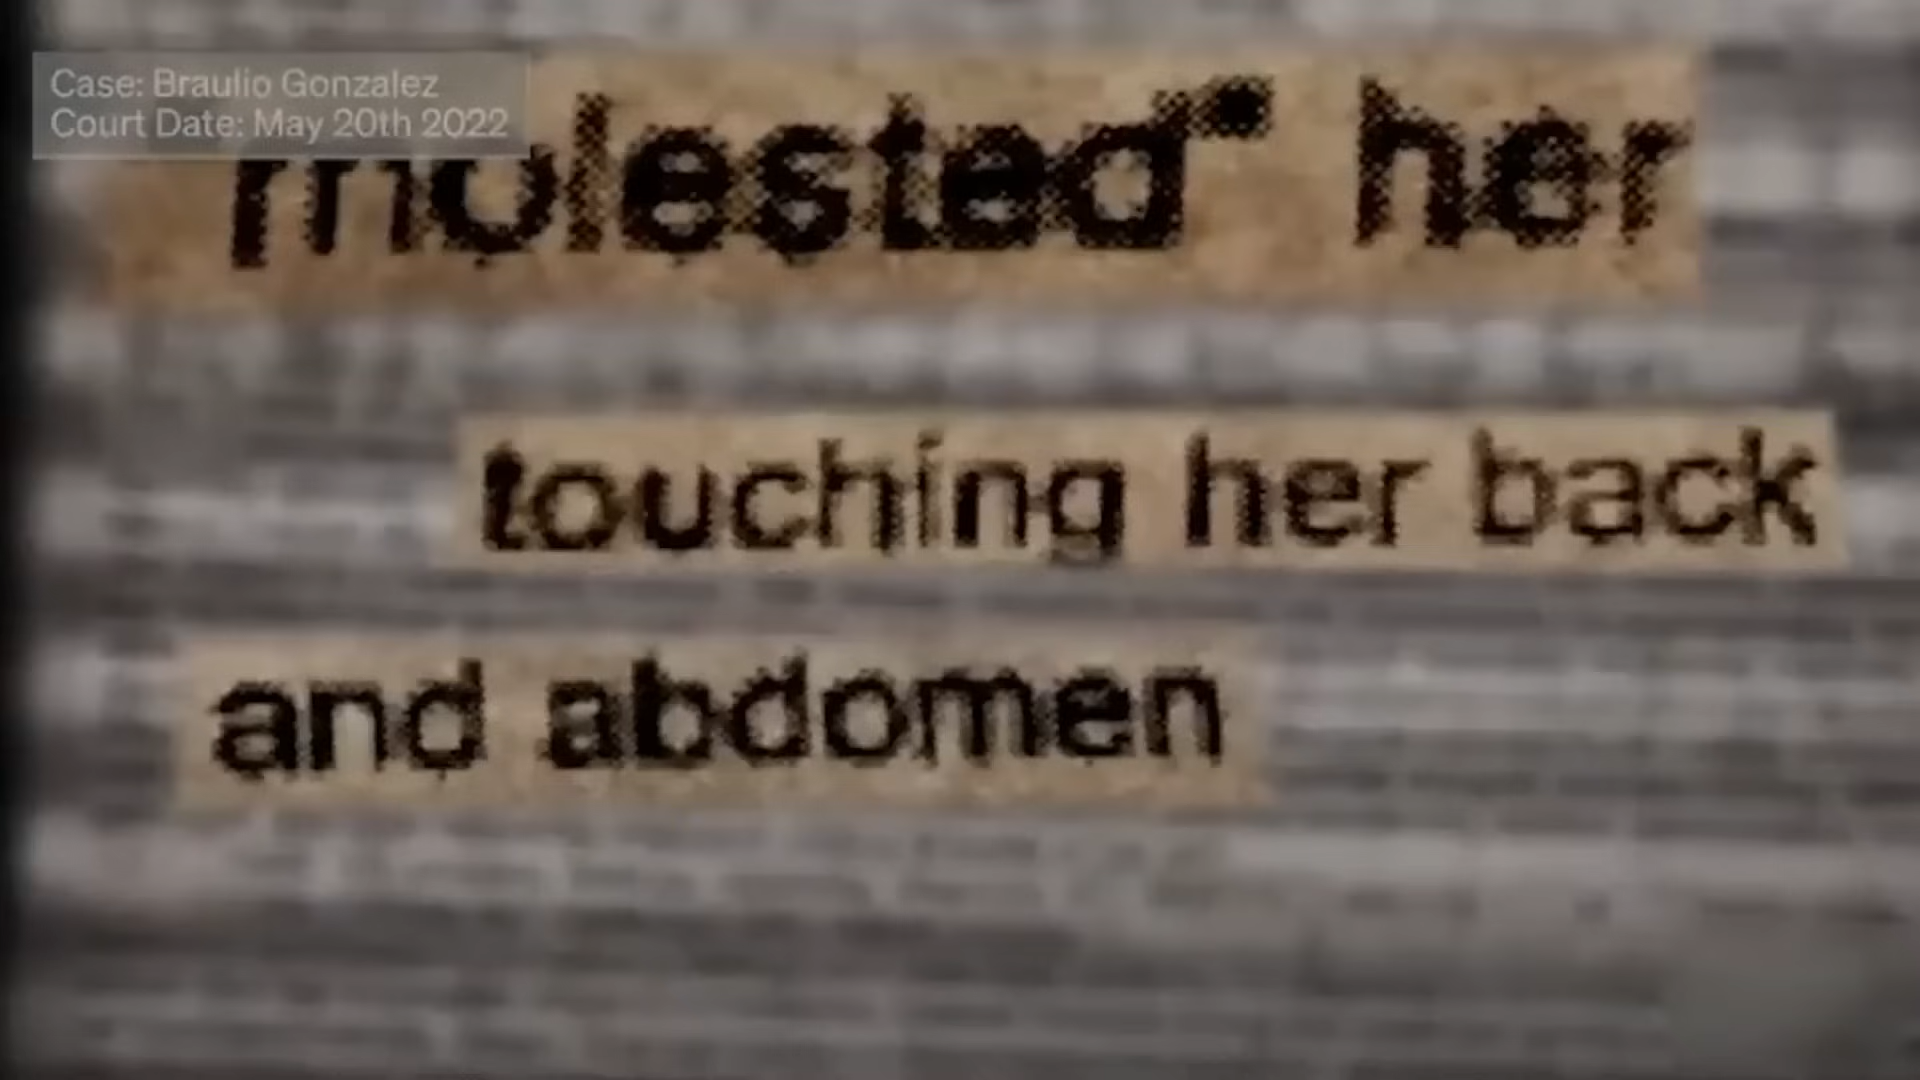 Case: Braulio Gonzalez
Court Date: May 20th 2022
molested" her
touching her back
and abdomen